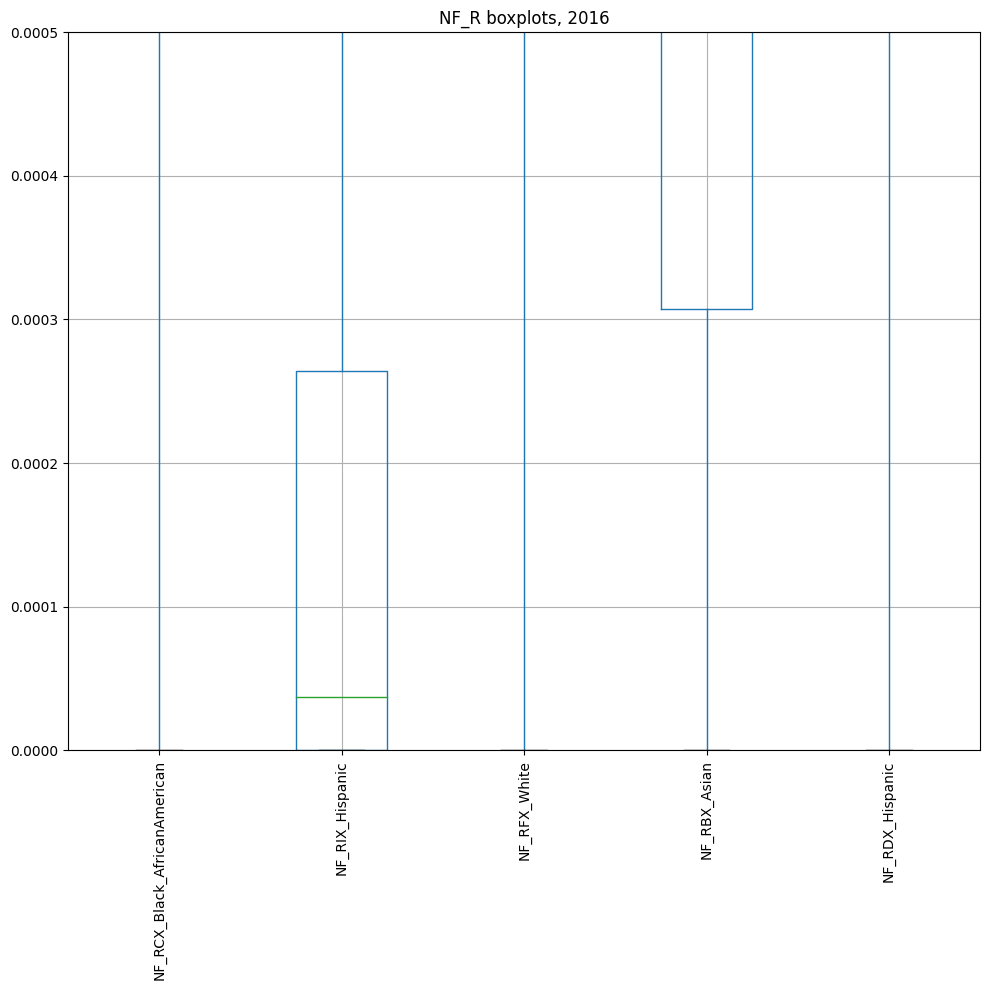 NF_R boxplots, 2016
0.0005
0.0004
0.0003
0.0002
0.0001
0.0000
NF_RCX_Black_AfricanAmerican
NF_RIX_Hispanic
NF_RFX_White
NF_RBX_Asian
NF_RDX_Hispanic